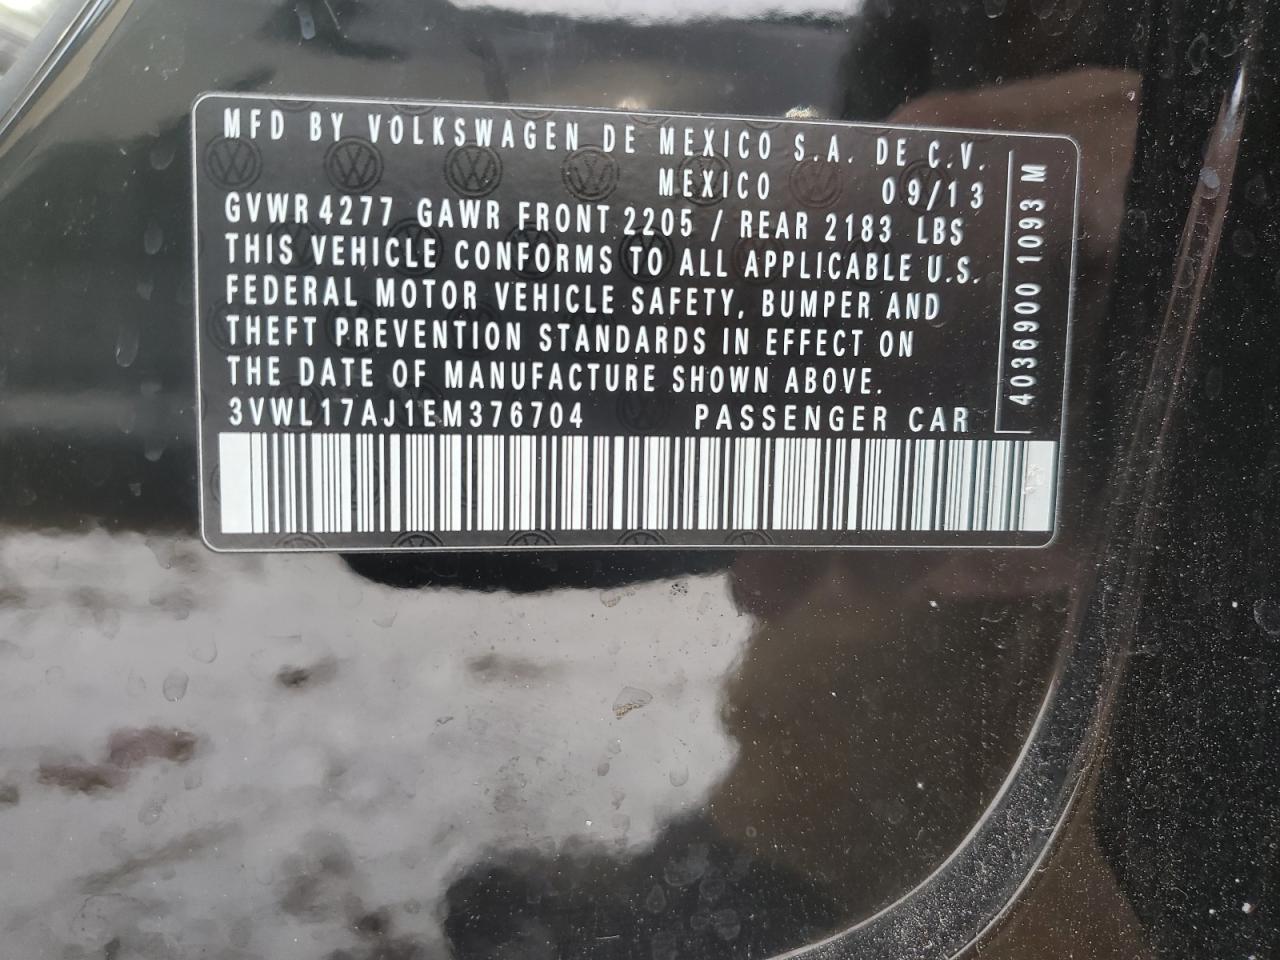 MFD BY VOLKSWAGEN DE MEXICO S.A. DE C.V.
MEXICO 09/13
GVWR 4277 GAWR FRONT 2205 / REAR 2183 LBS
THIS VEHICLE CONFORMS TO ALL APPLICABLE U.S.
FEDERAL MOTOR VEHICLE SAFETY, BUMPER AND
THEFT PREVENTION STANDARDS IN EFFECT ON
THE DATE OF MANUFACTURE SHOWN ABOVE.
3VWL17AJ1EM376704 PASSENGER CAR
4036900 1093 M